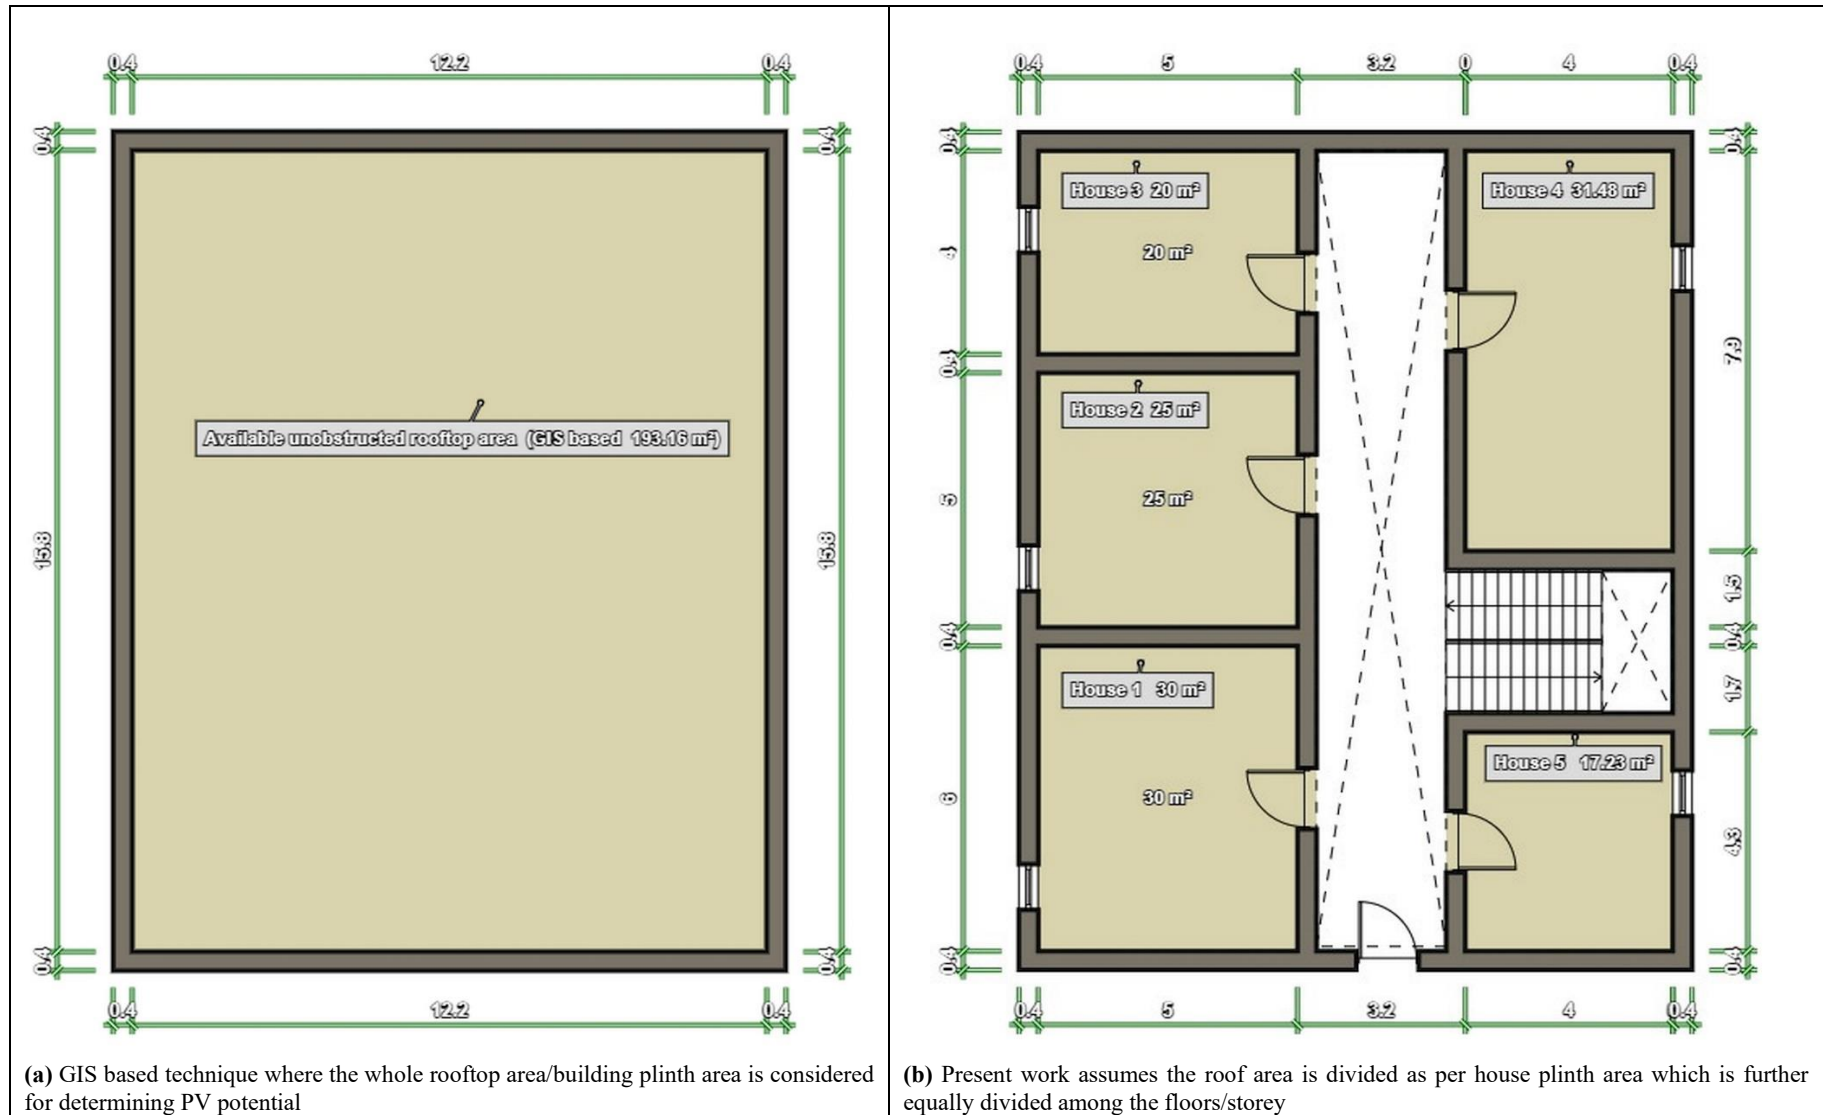 0.4 12.2 0.4
0.4 0.4
Available unobstructed rooftop area (GIS based 193.16 m²)
15.8 15.8
0.4 0.4
0.4 12.2 0.4
(a) GIS based technique where the whole rooftop area/building plinth area is considered
for determining PV potential
0.4 5 3.2 0 4 0.4
0.4 0.4
House 3 20 m² House 4 31.48 m²
4 20 m²
7.9
0.4
House 2 25 m²
5 25 m²
1.5
0.4 0.4
House 1 30 m² 1.7
House 5 17.23 m²
6 30 m²
4.3
0.4 0.4
0.4 5 3.2 4 0.4
(b) Present work assumes the roof area is divided as per house plinth area which is further
equally divided among the floors/storey